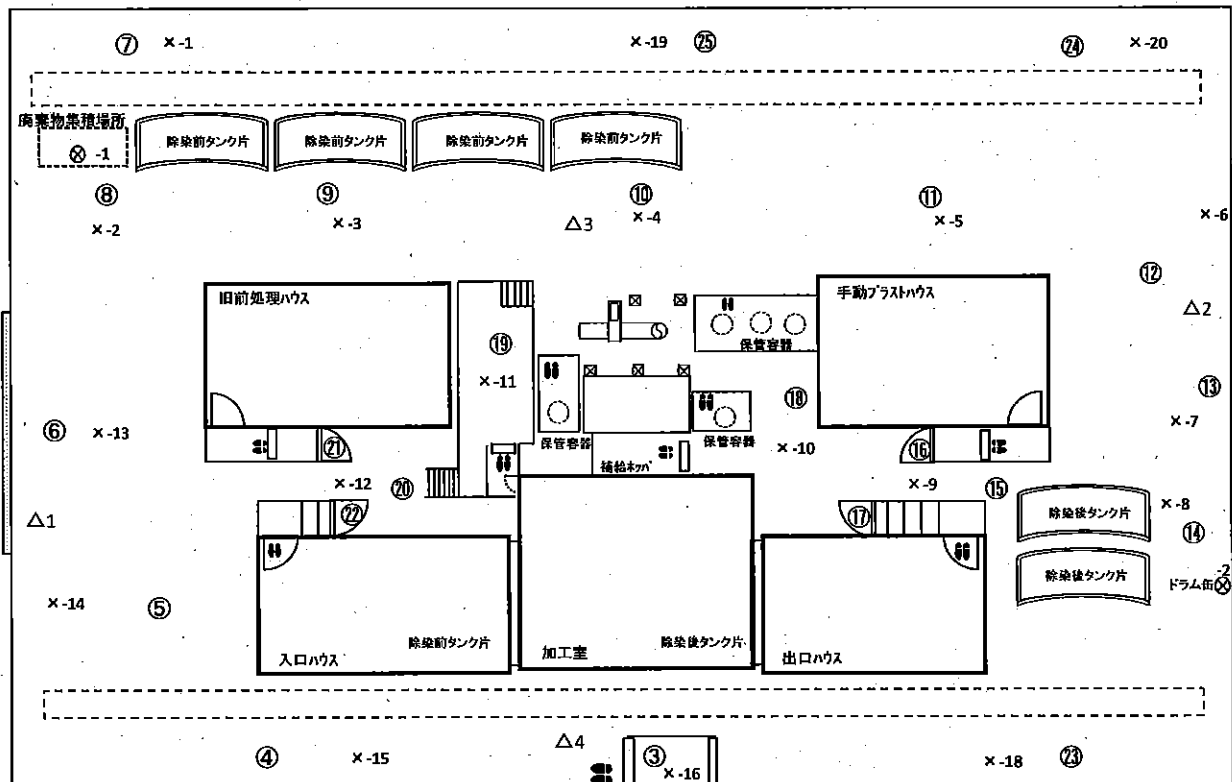 ⑦ ×-1 ×-19 ㉕ ㉔ ×-20
廃棄物集積場所
⊗ -1
除染前タンク片 除染前タンク片 除染前タンク片 除染前タンク片
⑧ ⑨ ⑩ ⑪
×-2 ×-3 △3 ×-4 ×-5 ×-6
⑫
旧前処理ハウス 手動ブラストハウス
△2
保管容器
⑲
×-11
⑱ ⑬
×-7
⑥ ×-13
保管容器 保管容器
㉑ ×-10 ⑯
補給ホッパ
×-12 ⑳ ×-9 ⑮
△1 ㉒ ⑰ 除染後タンク片 ×-8
⑭
除染後タンク片 -2
ドラム缶⊗
×-14 ⑤
除染前タンク片 除染後タンク片
入口ハウス 加工室 出口ハウス
△4
④ ×-15 ③ ×-18 ㉓
×-16